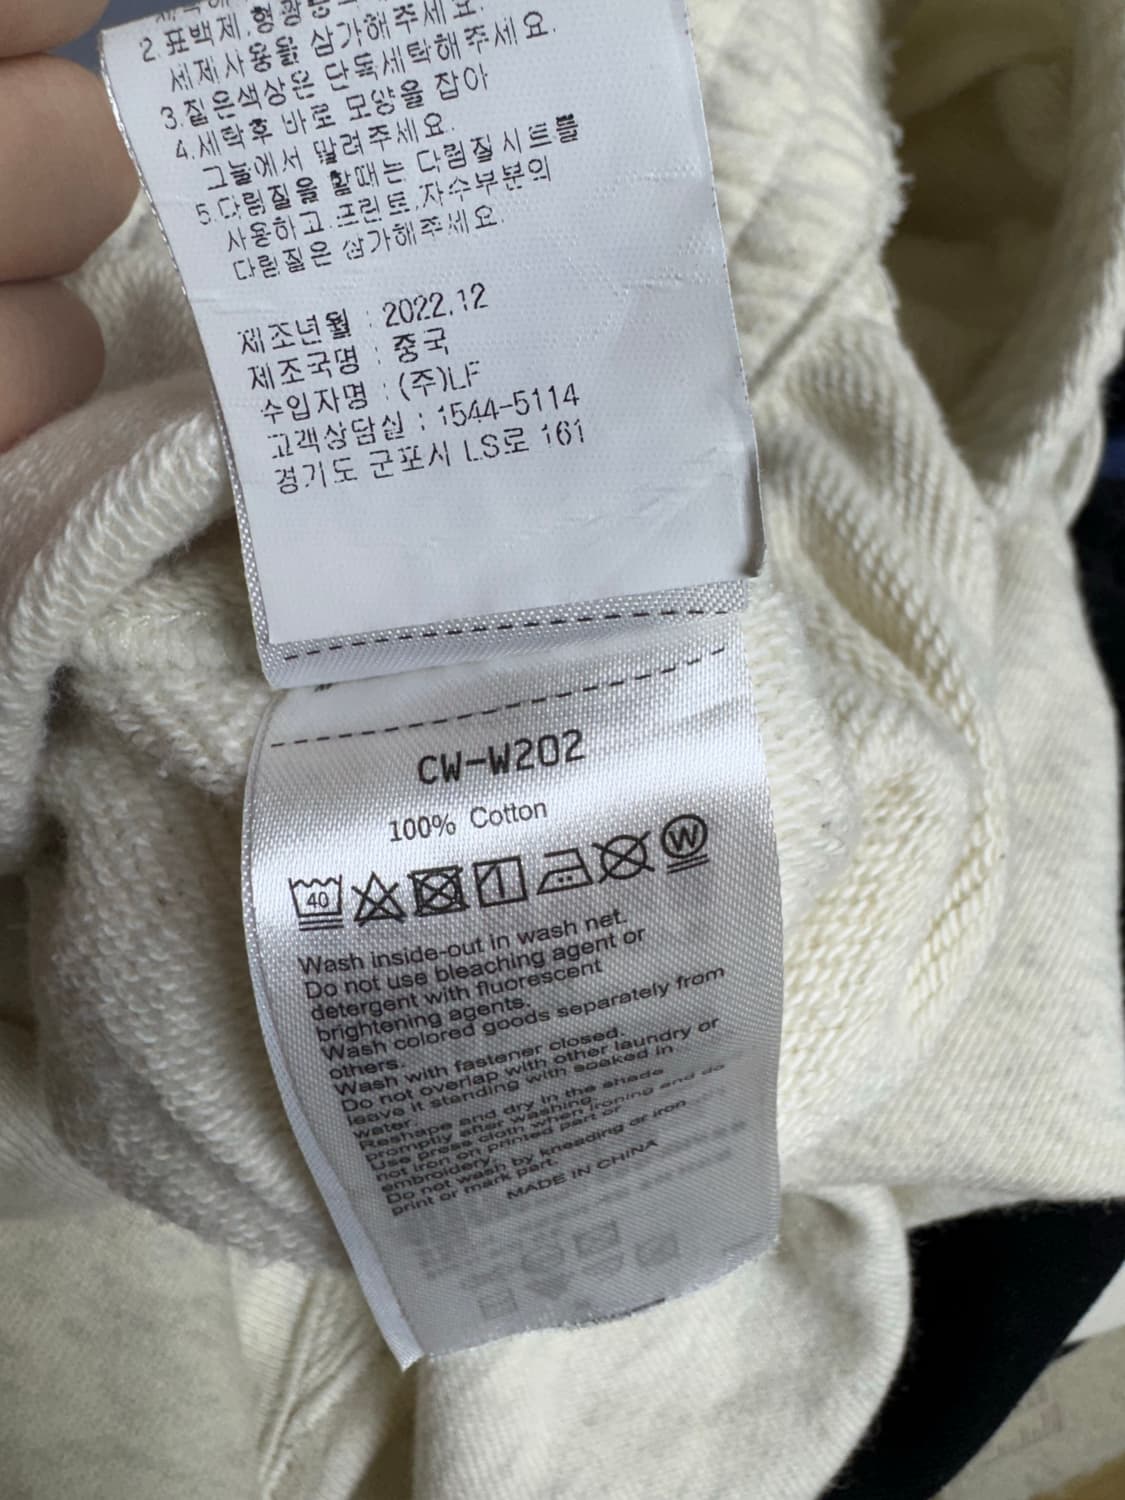 2.표백제.형광등
세제사용을 삼가해주세요.
3.짙은색상은 단독세탁해주세요.
4.세탁후 바로 모양을 잡아
그늘에서 말려주세요.
5.다림질을 할때는 다림질시트를
사용하고.프린트.자수부분의
다림질은 삼가해주세요.
제조년월 : 2022.12
제조국명 : 중국
수입자명 : (주)LF
고객상담실 : 1544-5114
경기도 군포시 LS로 161
CW-W202
100% Cotton
40 W
Wash inside-out in wash net.
Do not use bleaching agent or
detergent with fluorescent
brightening agents.
Wash colored goods separately from
others.
Wash with fastener closed.
Do not overlap with other laundry or
leave it standing with soaked in
water.
Reshape and dry in the shade
promptly after washing.
Use press cloth when ironing and do
not iron on printed part or
embroidery.
Do not wash by kneading or iron
print or mark part.
MADE IN CHINA